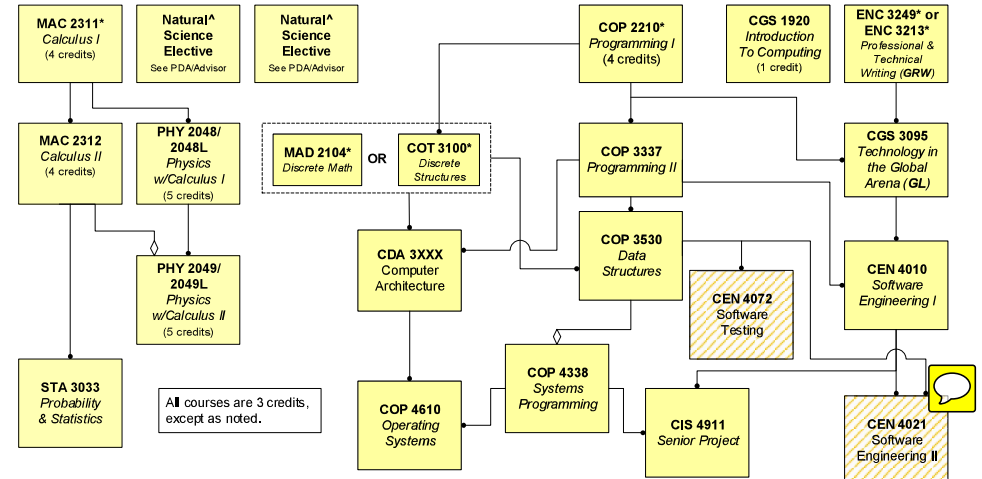 MAC 2311*
Calculus I
(4 credits)
Natural^
Science
Elective
See PDA/Advisor
Natural^
Science
Elective
See PDA/Advisor
COP 2210*
Programming I
(4 credits)
CGS 1920
Introduction
To Computing
(1 credit)
ENC 3249* or
ENC 3213*
Professional &
Technical
Writing (GRW)
MAC 2312
Calculus II
(4 credits)
PHY 2048/
2048L
Physics
w/Calculus I
(5 credits)
MAD 2104*
Discrete Math
OR
COT 3100*
Discrete
Structures
COP 3337
Programming II
CGS 3095
Technology in
the Global
Arena (GL)
PHY 2049/
2049L
Physics
w/Calculus II
(5 credits)
CDA 3XXX
Computer
Architecture
COP 3530
Data
Structures
CEN 4072
Software
Testing
CEN 4010
Software
Engineering I
STA 3033
Probability
& Statistics
All courses are 3 credits,
except as noted.
COP 4610
Operating
Systems
COP 4338
Systems
Programming
CIS 4911
Senior Project
CEN 4021
Software
Engineering II